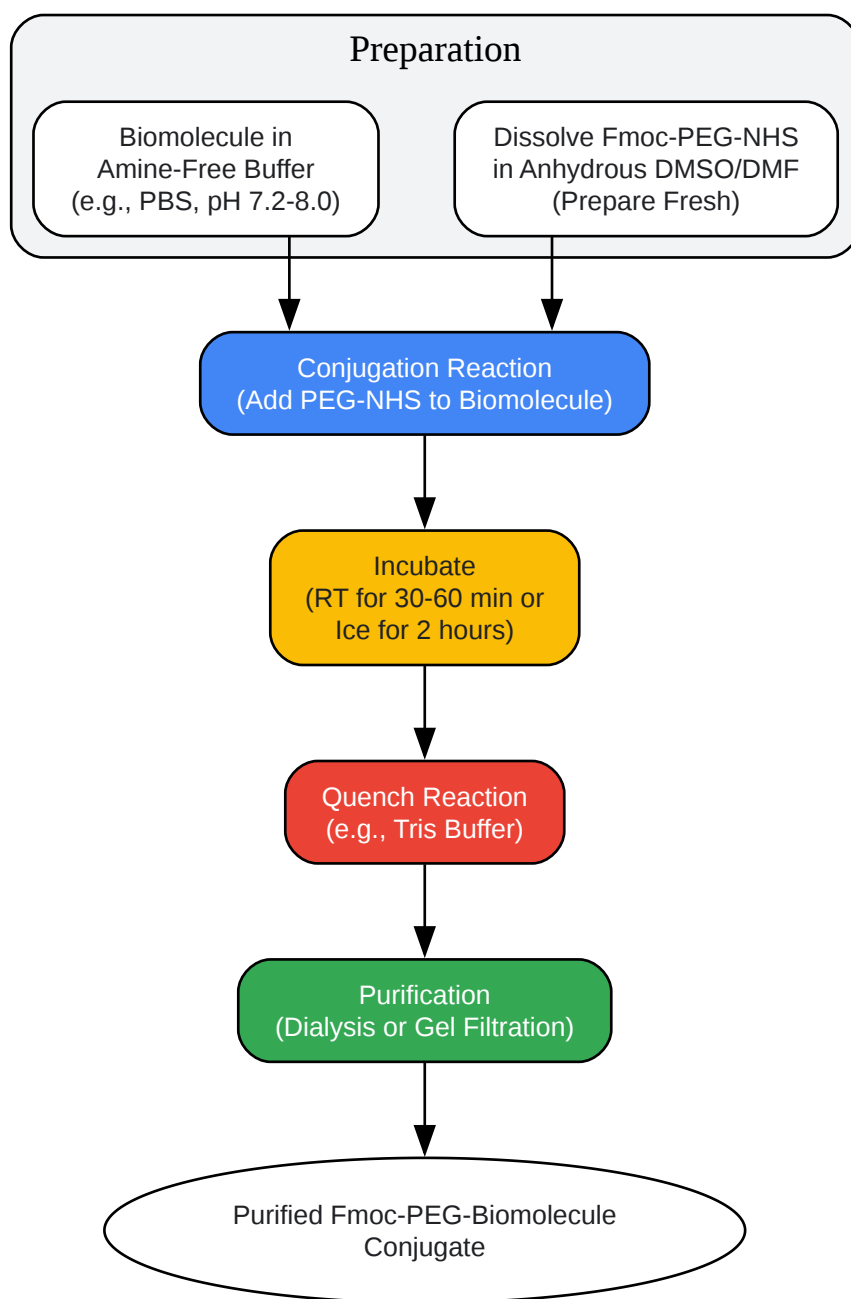 Preparation
Biomolecule in
Amine-Free Buffer
(e.g., PBS, pH 7.2-8.0)
Dissolve Fmoc-PEG-NHS
in Anhydrous DMSO/DMF
(Prepare Fresh)
Conjugation Reaction
(Add PEG-NHS to Biomolecule)
Incubate
(RT for 30-60 min or
Ice for 2 hours)
Quench Reaction
(e.g., Tris Buffer)
Purification
(Dialysis or Gel Filtration)
Purified Fmoc-PEG-Biomolecule
Conjugate